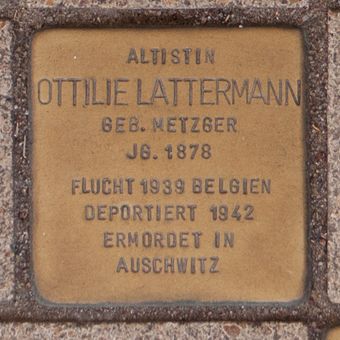 ALTISTIN
OTTILIE LATTERMANN
GEB. METZGER
JG. 1878
FLUCHT 1939 BELGIEN
DEPORTIERT 1942
ERMORDET IN
AUSCHWITZ